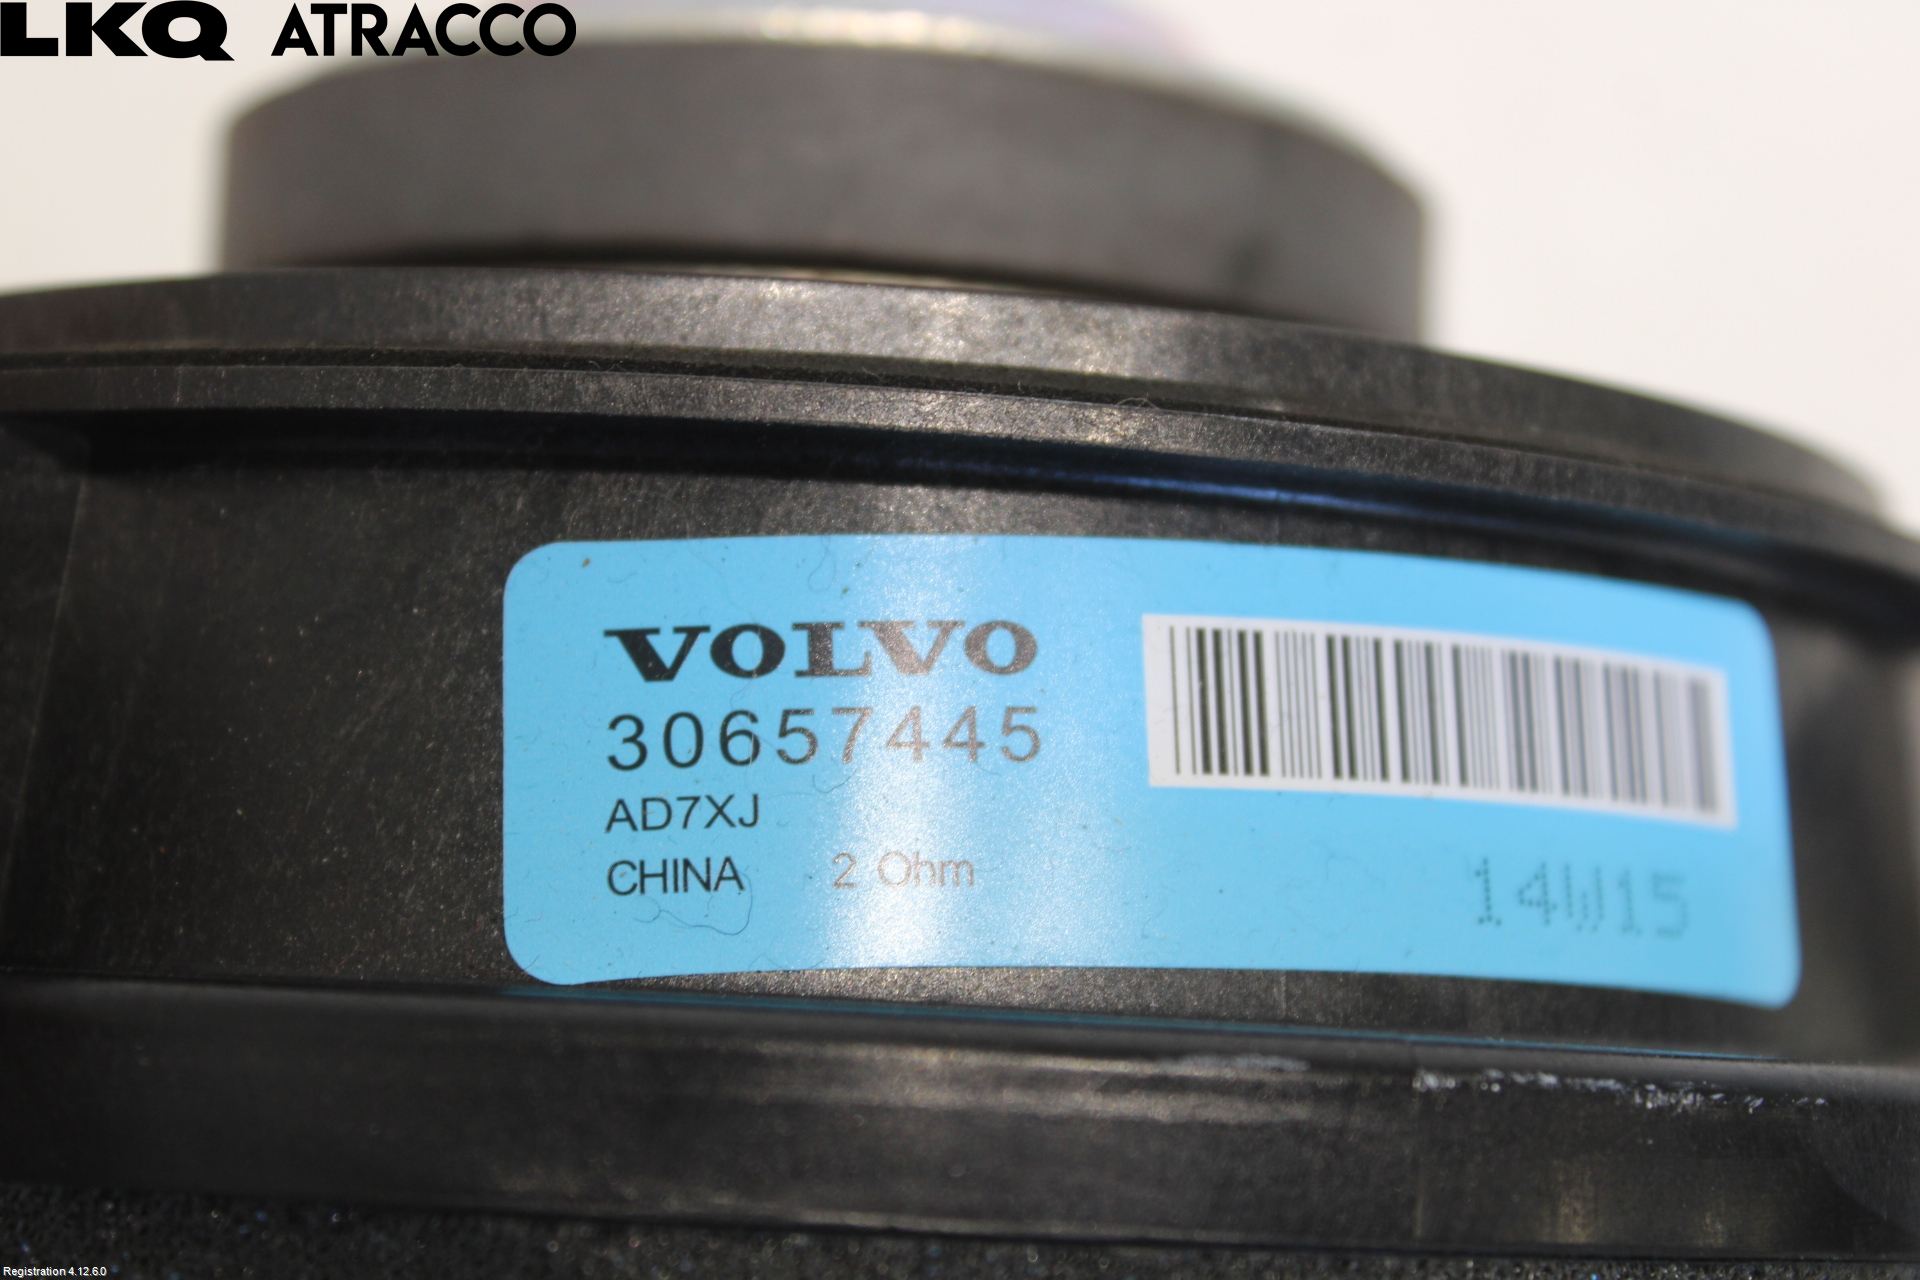 LKQ ATRACCO
VOLVO
30657445
AD7XJ
CHINA 2 Ohm
14W15
Registration 4.12.6.0